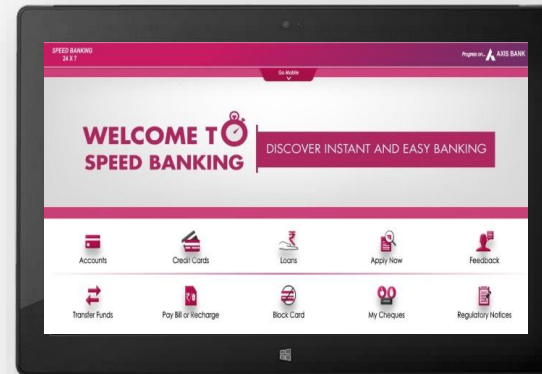 SPEED BANKING
24 X 7
Progress on... AXIS BANK
Go Mobile
WELCOME TO
SPEED BANKING
DISCOVER INSTANT AND EASY BANKING
Accounts
Credit Cards
Loans
Apply Now
Feedback
Transfer Funds
Pay Bill or Recharge
Block Card
My Cheques
Regulatory Notices